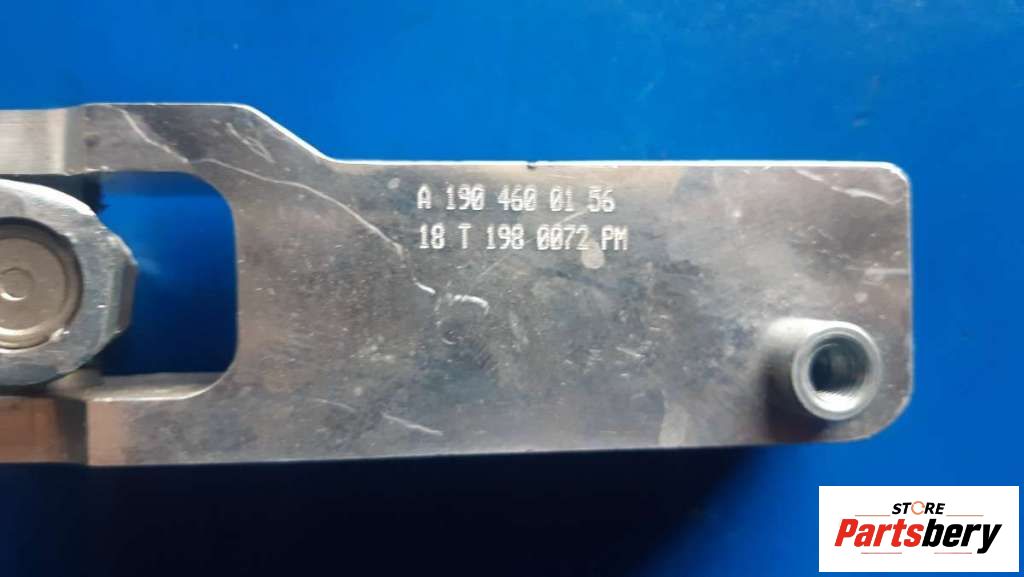 A 190 460 01 56
18 T 198 0072 PM
STORE
Partsbery